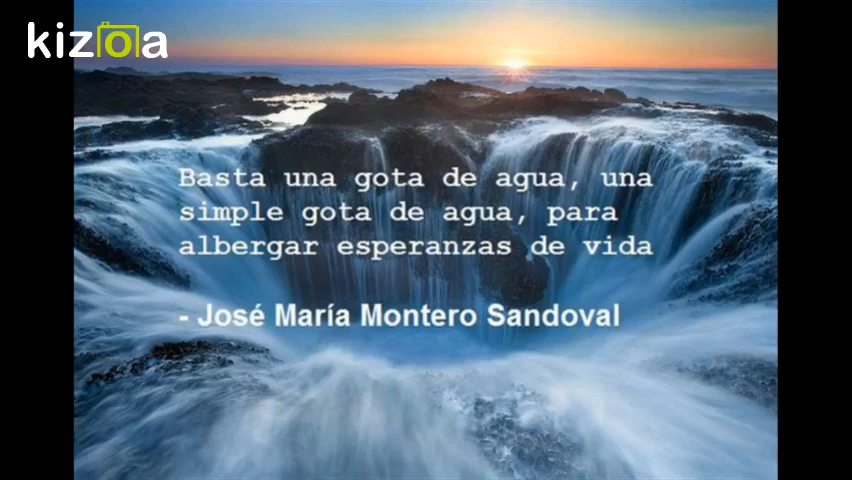 kizoa
Basta una gota de agua, una
simple gota de agua, para
albergar esperanzas de vida
- José María Montero Sandoval